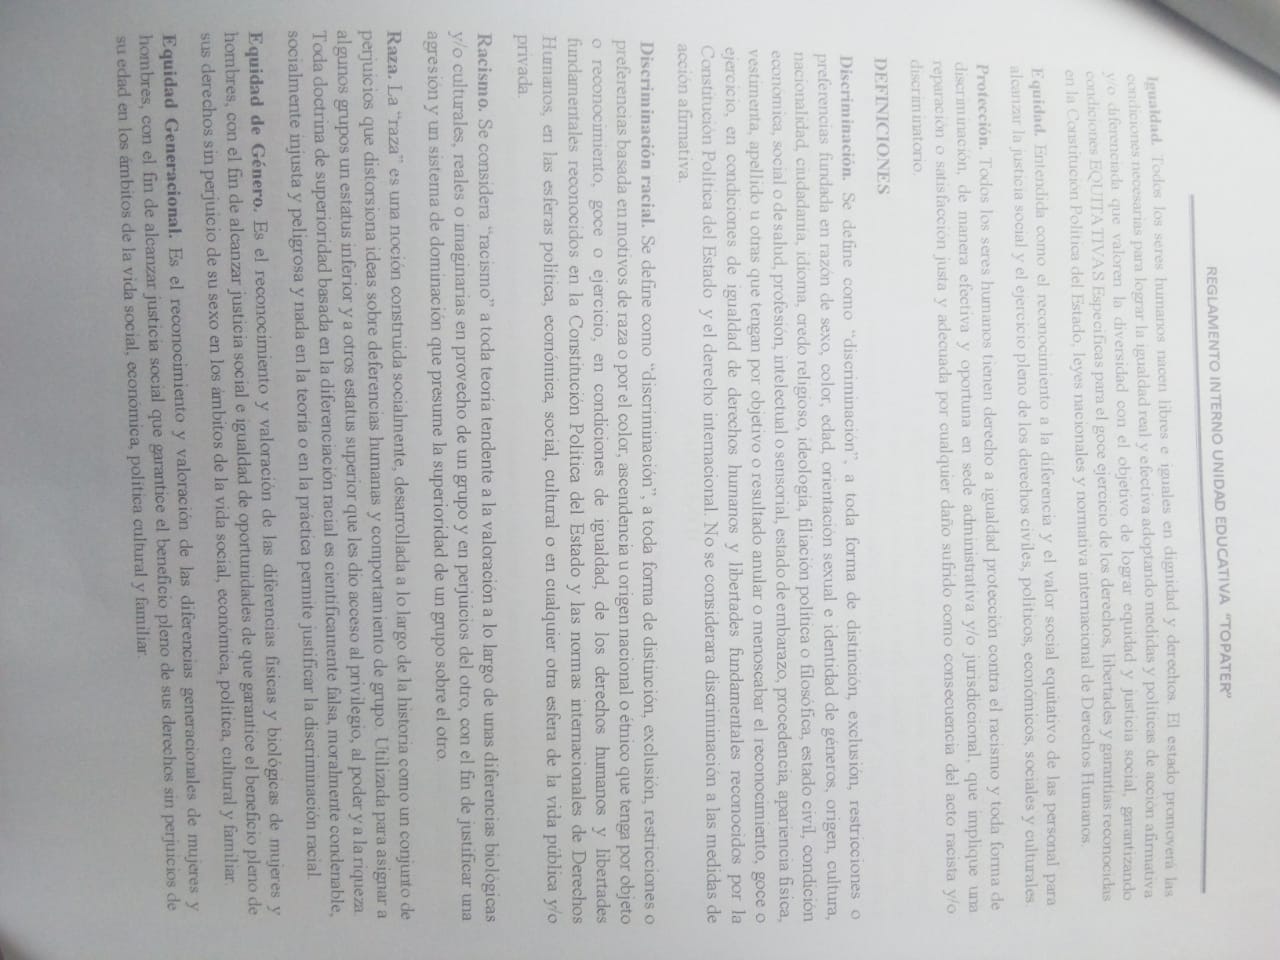 REGLAMENTO INTERNO UNIDAD EDUCATIVA "TOPATER"
Igualdad. Todos los seres humanos nacen libres e iguales en dignidad y derechos. El estado promoverá las
condiciones necesarias para lograr la igualdad real y efectiva adoptando medidas y políticas de acción afirmativa
y/o diferenciada que valoren la diversidad con el objetivo de lograr equidad y justicia social, garantizando
condiciones EQUITATIVAS Especificas para el goce ejercicio de los derechos, libertades y garantías reconocidas
en la Constitución Política del Estado, leyes nacionales y normativa internacional de Derechos Humanos.
Equidad. Entendida como el reconocimiento a la diferencia y el valor social equitativo de las personal para
alcanzar la justicia social y el ejercicio pleno de los derechos civiles, políticos, económicos, sociales y culturales
Protección. Todos los seres humanos tienen derecho a igualdad protección contra el racismo y toda forma de
discriminación, de manera efectiva y oportuna en sede administrativa y/o jurisdiccional, que implique una
reparación o satisfacción justa y adecuada por cualquier daño sufrido como consecuencia del acto racista y/o
discriminatorio.
DEFINICIONES
Discriminación. Se define como "discriminación", a toda forma de distinción, exclusión, restricciones o
preferencias fundada en razón de sexo, color, edad, orientación sexual e identidad de géneros, origen, cultura,
nacionalidad, ciudadanía, idioma, credo religioso, ideología, filiación política o filosófica, estado civil, condición
económica, social o de salud, profesión, intelectual o sensorial, estado de embarazo, procedencia, apariencia física,
vestimenta, apellido u otras que tengan por objetivo o resultado anular o menoscabar el reconocimiento, goce o
ejercicio, en condiciones de igualdad de derechos humanos y libertades fundamentales reconocidos por la
Constitución Política del Estado y el derecho internacional. No se considerara discriminación a las medidas de
acción afirmativa.
Discriminación racial. Se define como "discriminación", a toda forma de distinción, exclusión, restricciones o
preferencias basada en motivos de raza o por el color, ascendencia u origen nacional o étnico que tenga por objeto
o reconocimiento, goce o ejercicio, en condiciones de igualdad, de los derechos humanos y libertades
fundamentales reconocidos en la Constitución Política del Estado y las normas internacionales de Derechos
Humanos, en las esferas política, económica, social, cultural o en cualquier otra esfera de la vida pública y/o
privada.
Racismo. Se considera "racismo" a toda teoría tendente a la valoración a lo largo de unas diferencias biológicas
y/o culturales, reales o imaginarias en provecho de un grupo y en perjuicios del otro, con el fin de justificar una
agresión y un sistema de dominación que presume la superioridad de un grupo sobre el otro.
Raza. La "raza" es una noción construida socialmente, desarrollada a lo largo de la historia como un conjunto de
perjuicios que distorsiona ideas sobre deferencias humanas y comportamiento de grupo. Utilizada para asignar a
algunos grupos un estatus inferior y a otros estatus superior que les dio acceso al privilegio, al poder y a la riqueza.
Toda doctrina de superioridad basada en la diferenciación racial es científicamente falsa, moralmente condenable,
socialmente injusta y peligrosa y nada en la teoría o en la práctica permite justificar la discriminación racial.
Equidad de Género. Es el reconocimiento y valoración de las diferencias físicas y biológicas de mujeres y
hombres, con el fin de alcanzar justicia social e igualdad de oportunidades de que garantice el beneficio pleno de
sus derechos sin perjuicio de su sexo en los ámbitos de la vida social, económica, política, cultural y familiar.
Equidad Generacional. Es el reconocimiento y valoración de las diferencias generacionales de mujeres y
hombres, con el fin de alcanzar justicia social que garantice el beneficio pleno de sus derechos sin perjuicios de
su edad en los ámbitos de la vida social, económica, política cultural y familiar.